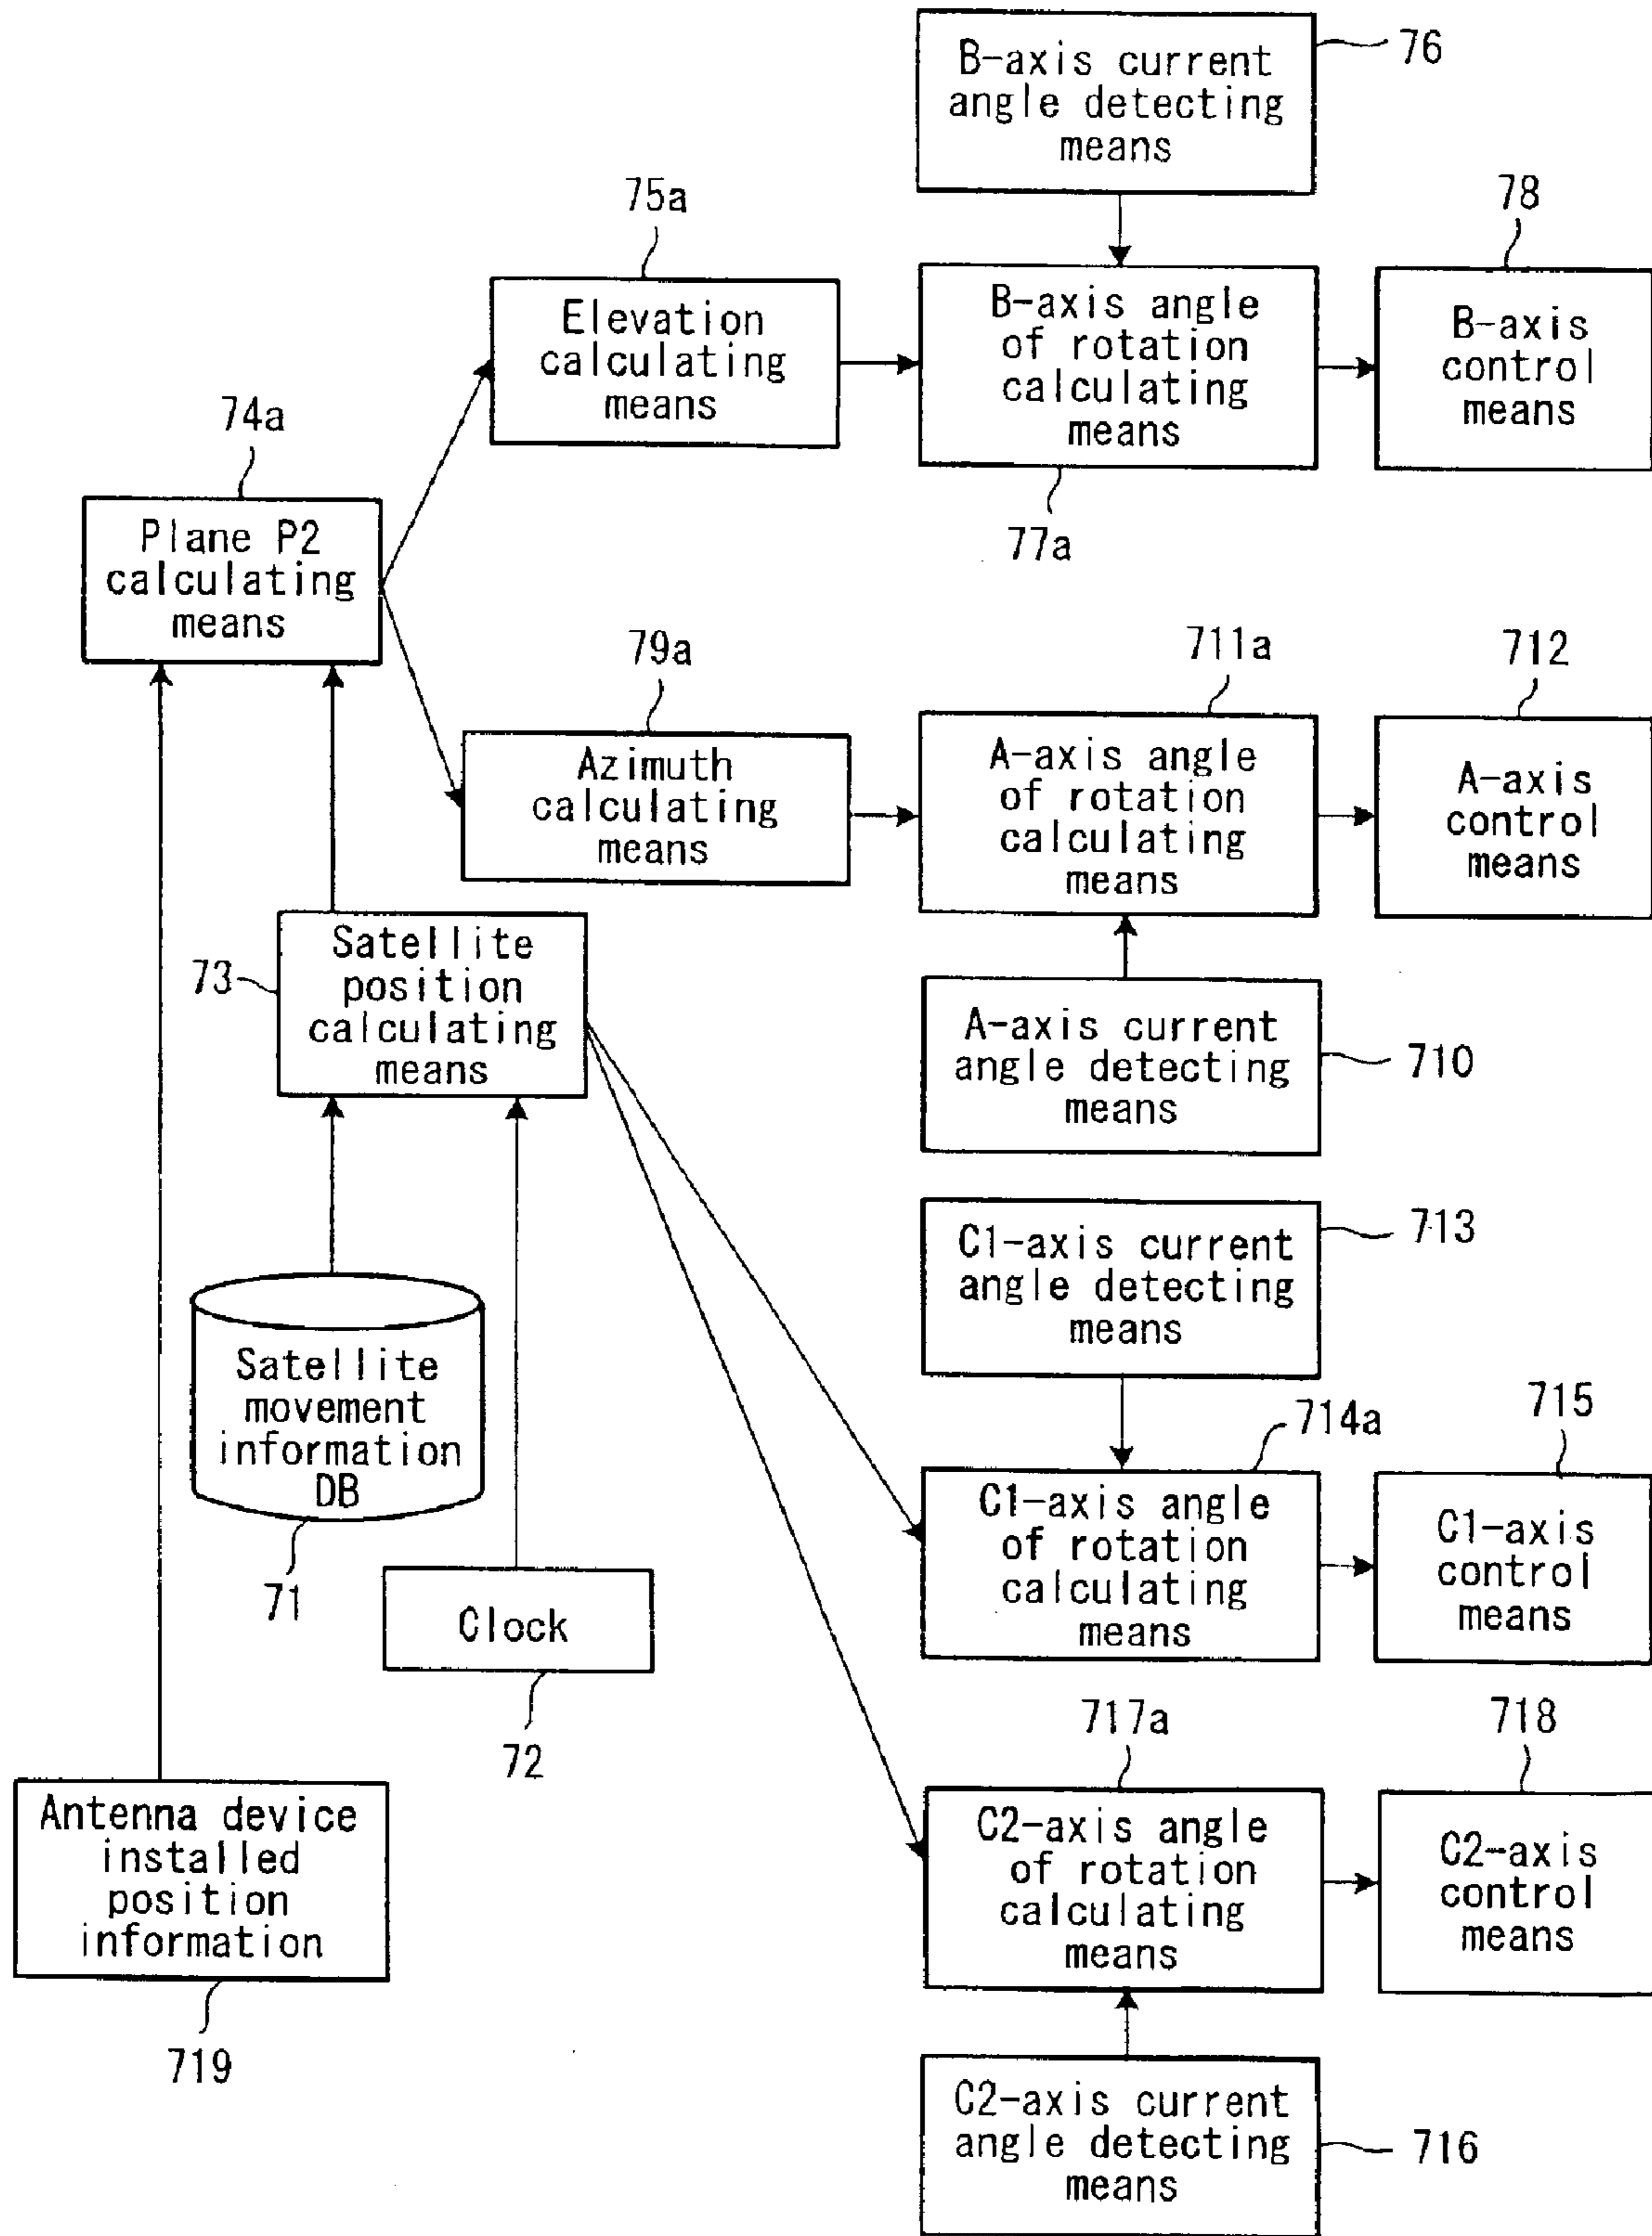 B-axis current
angle detecting
means
76
75a
78
Elevation
calculating
means
B-axis angle
of rotation
calculating
means
B-axis
control
means
77a
74a
Plane P2
calculating
means
79a
711a
712
Azimuth
calculating
means
A-axis angle
of rotation
calculating
means
A-axis
control
means
73
Satellite
position
calculating
means
A-axis current
angle detecting
means
710
C1-axis current
angle detecting
means
713
Satellite
movement
information
DB
71
714a
715
C1-axis angle
of rotation
calculating
means
C1-axis
control
means
Clock
72
717a
718
Antenna device
installed
position
information
719
C2-axis angle
of rotation
calculating
means
C2-axis
control
means
C2-axis current
angle detecting
means
716